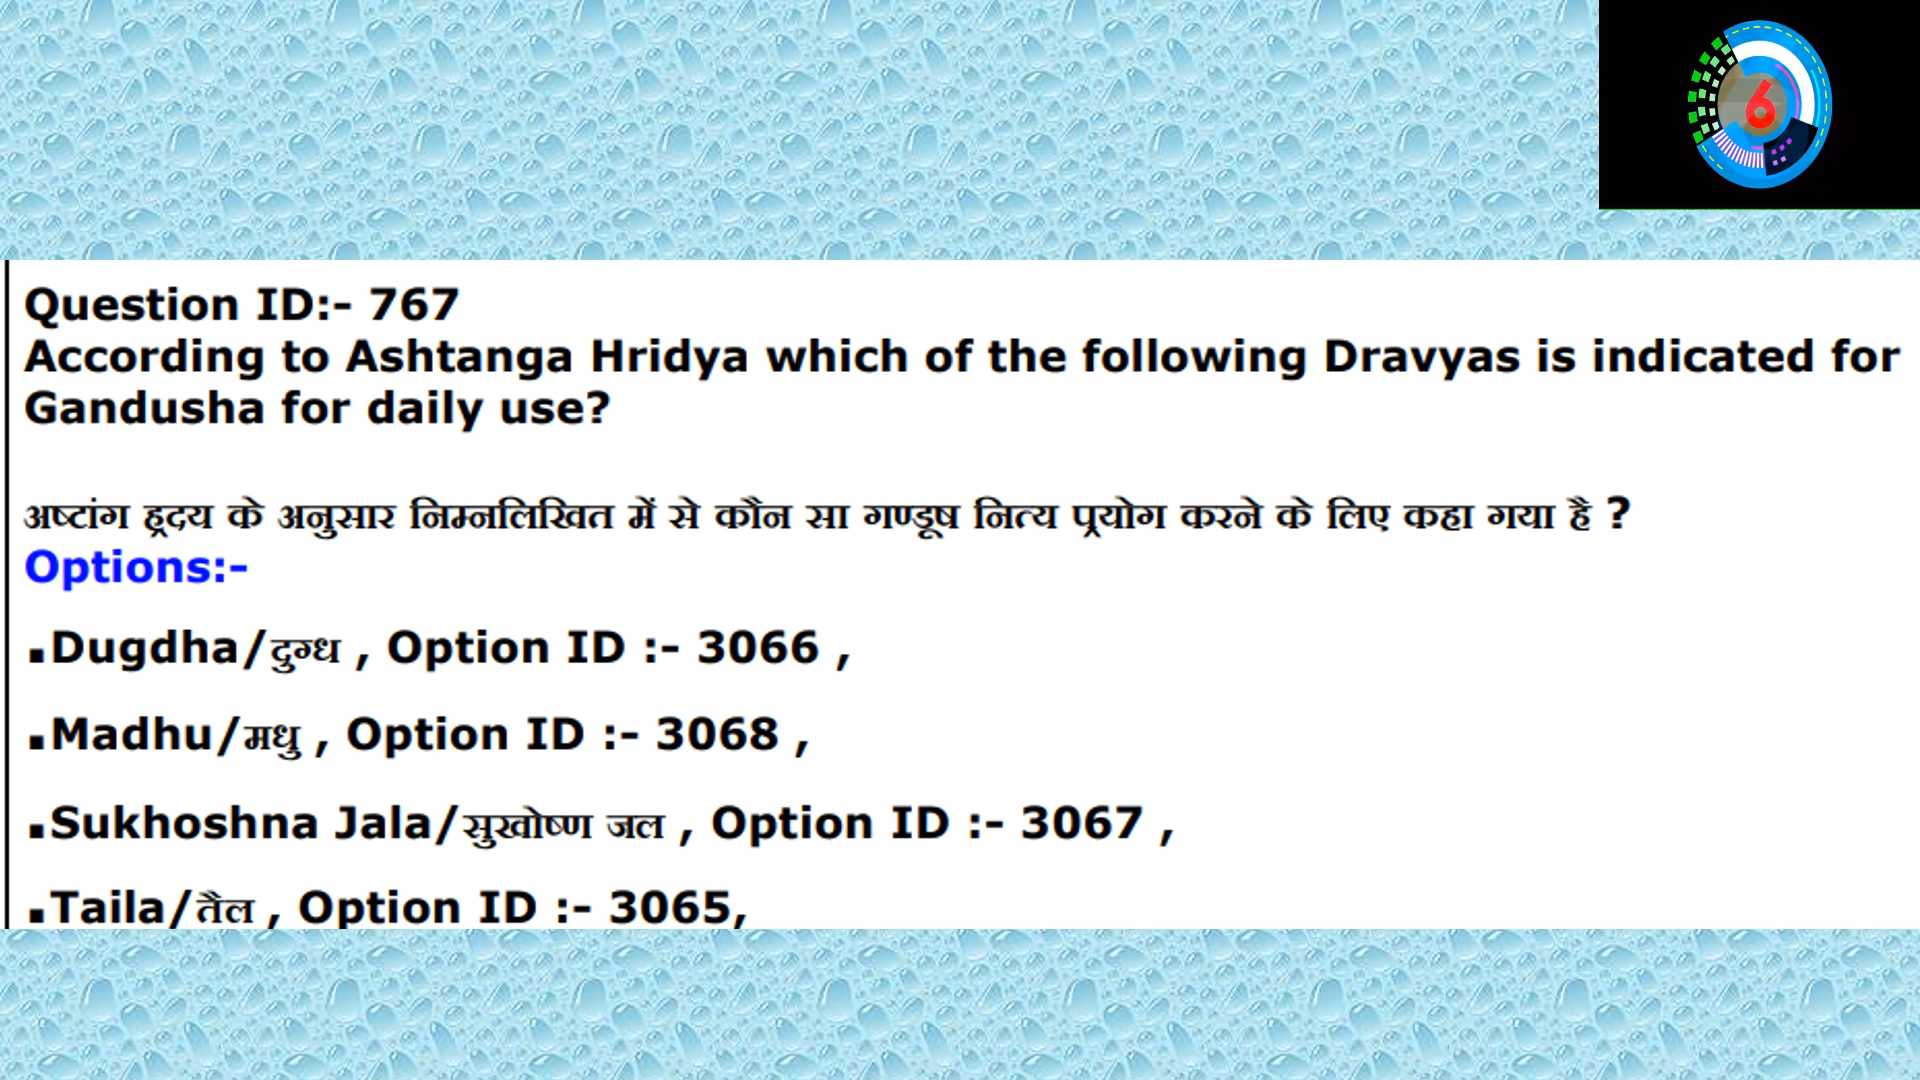 6
Question ID:- 767
According to Ashtanga Hridya which of the following Dravyas is indicated for
Gandusha for daily use?
अष्टांग ह्रदय के अनुसार निम्नलिखित में से कौन सा गण्डूष नित्य प्रयोग करने के लिए कहा गया है ?
Options:-
▪Dugdha/दुग्ध , Option ID :- 3066 ,
▪Madhu/मधु , Option ID :- 3068 ,
▪Sukhoshna Jala/सुखोष्ण जल , Option ID :- 3067 ,
▪Taila/तैल , Option ID :- 3065,